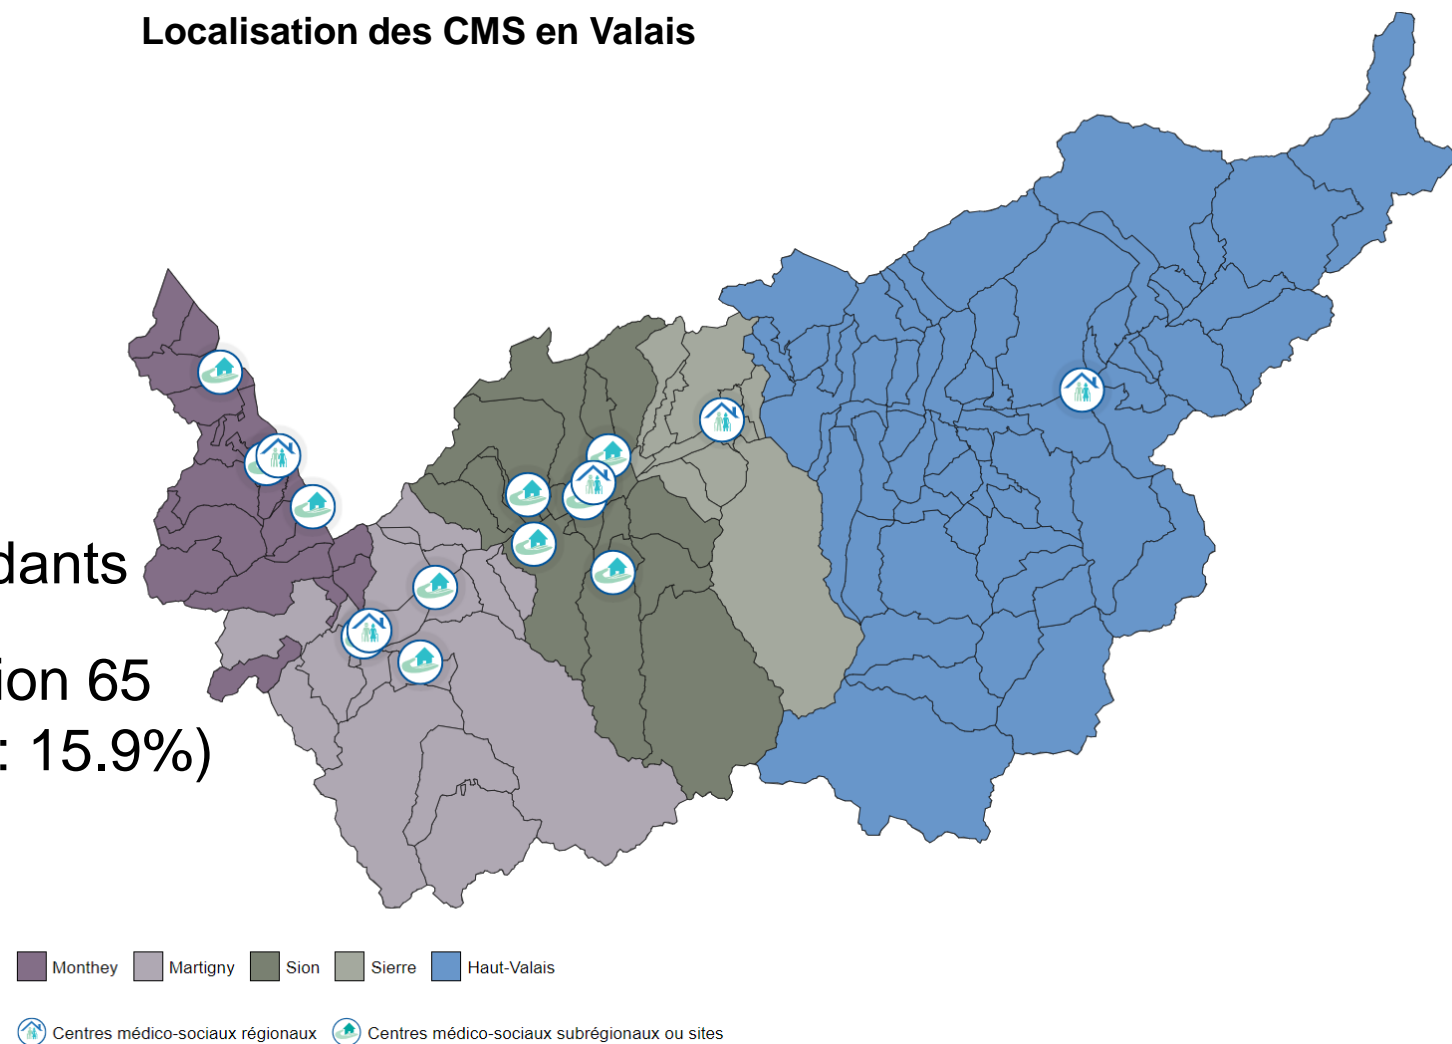 Localisation des CMS en Valais
dants
ion 65
: 15.9%)
Monthey Martigny Sion Sierre Haut-Valais
Centres médico-sociaux régionaux Centres médico-sociaux subrégionaux ou sites